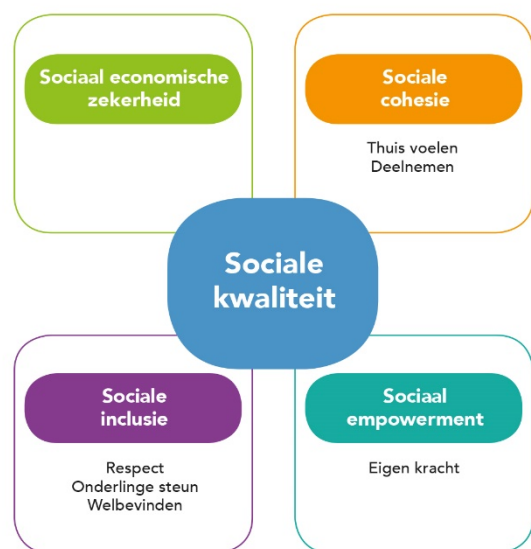 Sociaal economische
zekerheid
Sociale
cohesie
Thuis voelen
Deelnemen
Sociale
kwaliteit
Sociale
inclusie
Respect
Onderlinge steun
Welbevinden
Sociaal
empowerment
Eigen kracht